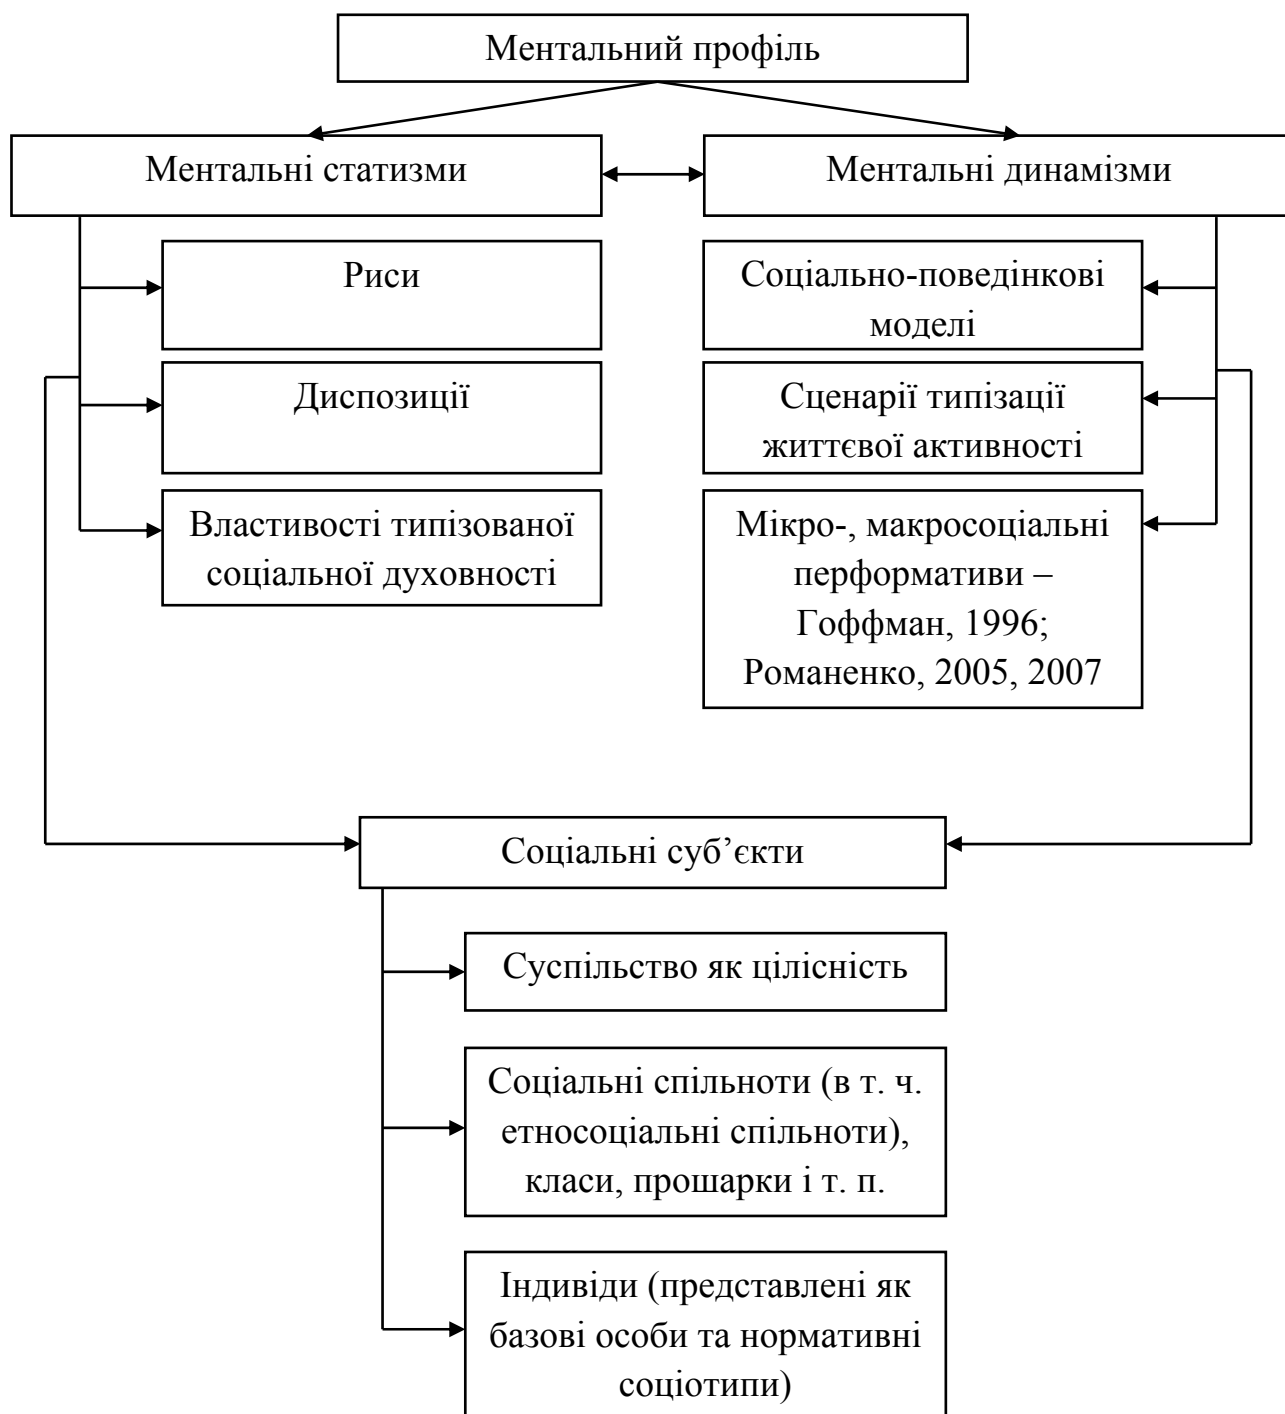 Ментальний профіль
Ментальні статизми
Ментальні динамізми
Риси
Соціально-поведінкові
моделі
Диспозиції
Сценарії типізації
життєвої активності
Властивості типізованої
соціальної духовності
Мікро-, макросоціальні
перформативи –
Гоффман, 1996;
Романенко, 2005, 2007
Соціальні суб’єкти
Суспільство як цілісність
Соціальні спільноти (в т. ч.
етносоціальні спільноти),
класи, прошарки і т. п.
Індивіди (представлені як
базові особи та нормативні
соціотипи)